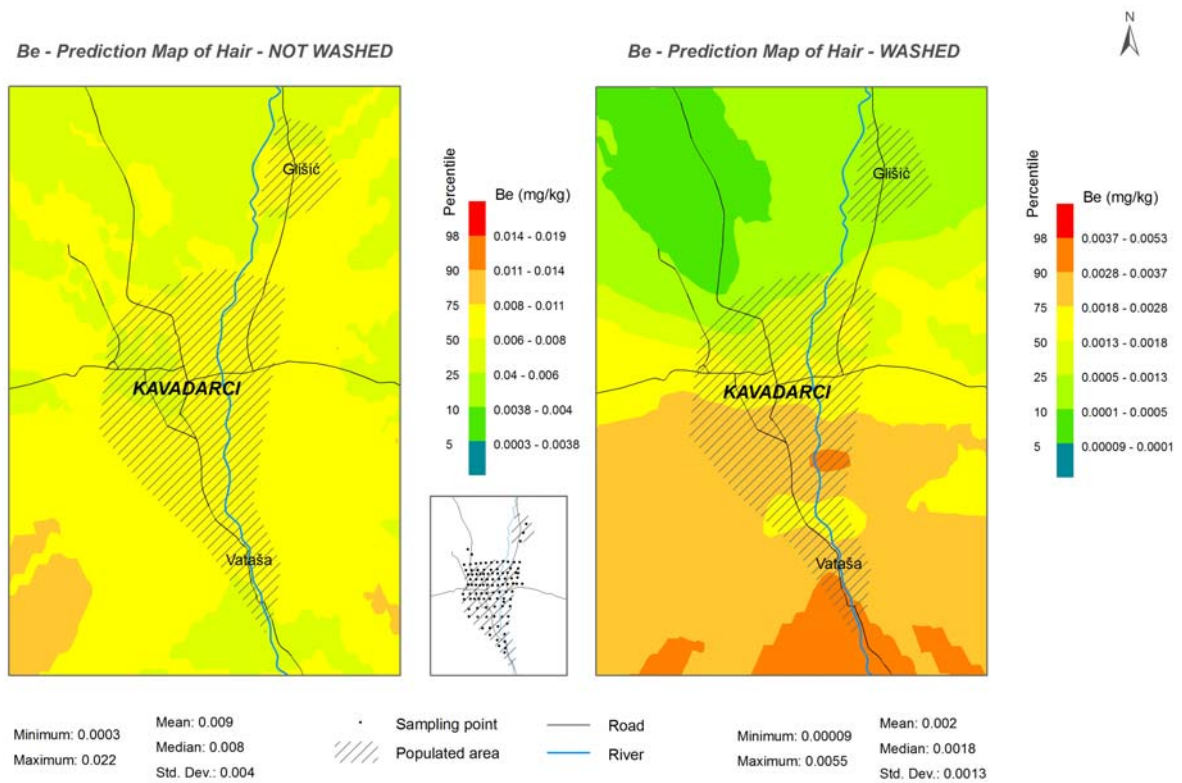 N
Be - Prediction Map of Hair - NOT WASHED
Be - Prediction Map of Hair - WASHED
Glišić
KAVADARCI
Vataša
Percentile
Be (mg/kg)
98
0.014 - 0.019
90
0.011 - 0.014
75
0.008 - 0.011
50
0.006 - 0.008
25
0.04 - 0.006
10
0.0038 - 0.004
5
0.0003 - 0.0038
Glišić
KAVADARCI
Vataša
Percentile
Be (mg/kg)
98
0.0037 - 0.0053
90
0.0028 - 0.0037
75
0.0018 - 0.0028
50
0.0013 - 0.0018
25
0.0005 - 0.0013
10
0.0001 - 0.0005
5
0.00009 - 0.0001
Minimum: 0.0003
Maximum: 0.022
Mean: 0.009
Median: 0.008
Std. Dev.: 0.004
Sampling point
Populated area
Road
River
Minimum: 0.00009
Maximum: 0.0055
Mean: 0.002
Median: 0.0018
Std. Dev.: 0.0013